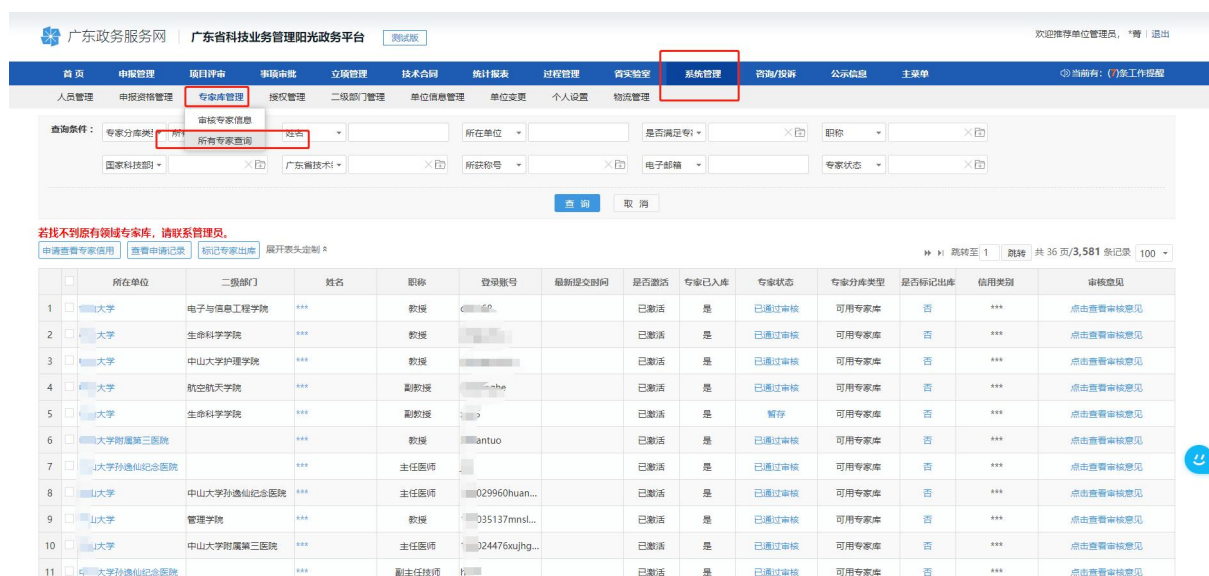 广东政务服务网 广东省科技业务管理阳光政务平台 测试版 欢迎推荐单位管理员，*菁 退出
首页 申报管理 项目评审 事项审批 立项管理 技术合同 统计报表 过程管理 省实验室 系统管理 咨询/投诉 公示信息 主菜单 当前有：(7)条工作提醒
人员管理 申报资格管理 专家库管理 授权管理 二级部门管理 单位信息管理 单位变更 个人设置 物流管理
审核专家信息
所有专家查询
查询条件： 专家分库类 姓名 所在单位 是否满足专 职称
国家科技部 广东省技术 所获称号 电子邮箱 专家状态
查询 取消
若找不到原有领域专家库，请联系管理员。
申请查看专家信用 查看申请记录 标记专家出库 展开表头定制 跳转至 1 跳转 共 36 页/3,581 条记录 100
所在单位 二级部门 姓名 职称 登录账号 最新提交时间 是否激活 专家已入库 专家状态 专家分库类型 是否标记出库 信用类别 审核意见
1 大学 电子与信息工程学院 *** 教授 已激活 是 已通过审核 可用专家库 否 *** 点击查看审核意见
2 大学 生命科学学院 *** 教授 已激活 是 已通过审核 可用专家库 否 *** 点击查看审核意见
3 大学 中山大学护理学院 *** 教授 已激活 是 已通过审核 可用专家库 否 *** 点击查看审核意见
4 大学 航空航天学院 *** 副教授 已激活 是 已通过审核 可用专家库 否 *** 点击查看审核意见
5 大学 生命科学学院 *** 副教授 已激活 是 暂存 可用专家库 否 *** 点击查看审核意见
6 大学附属第三医院 *** 教授 antuo 已激活 是 已通过审核 可用专家库 否 *** 点击查看审核意见
7 大学孙逸仙纪念医院 *** 主任医师 已激活 是 已通过审核 可用专家库 否 *** 点击查看审核意见
8 大学 中山大学孙逸仙纪念医院 *** 主任医师 029960huan... 已激活 是 已通过审核 可用专家库 否 *** 点击查看审核意见
9 大学 管理学院 *** 教授 035137mnsl... 已激活 是 已通过审核 可用专家库 否 *** 点击查看审核意见
10 大学 中山大学附属第三医院 *** 主任医师 024476xujhg... 已激活 是 已通过审核 可用专家库 否 *** 点击查看审核意见
11 大学孙逸仙纪念医院 *** 副主任技师 已激活 是 已通过审核 可用专家库 否 *** 点击查看审核意见